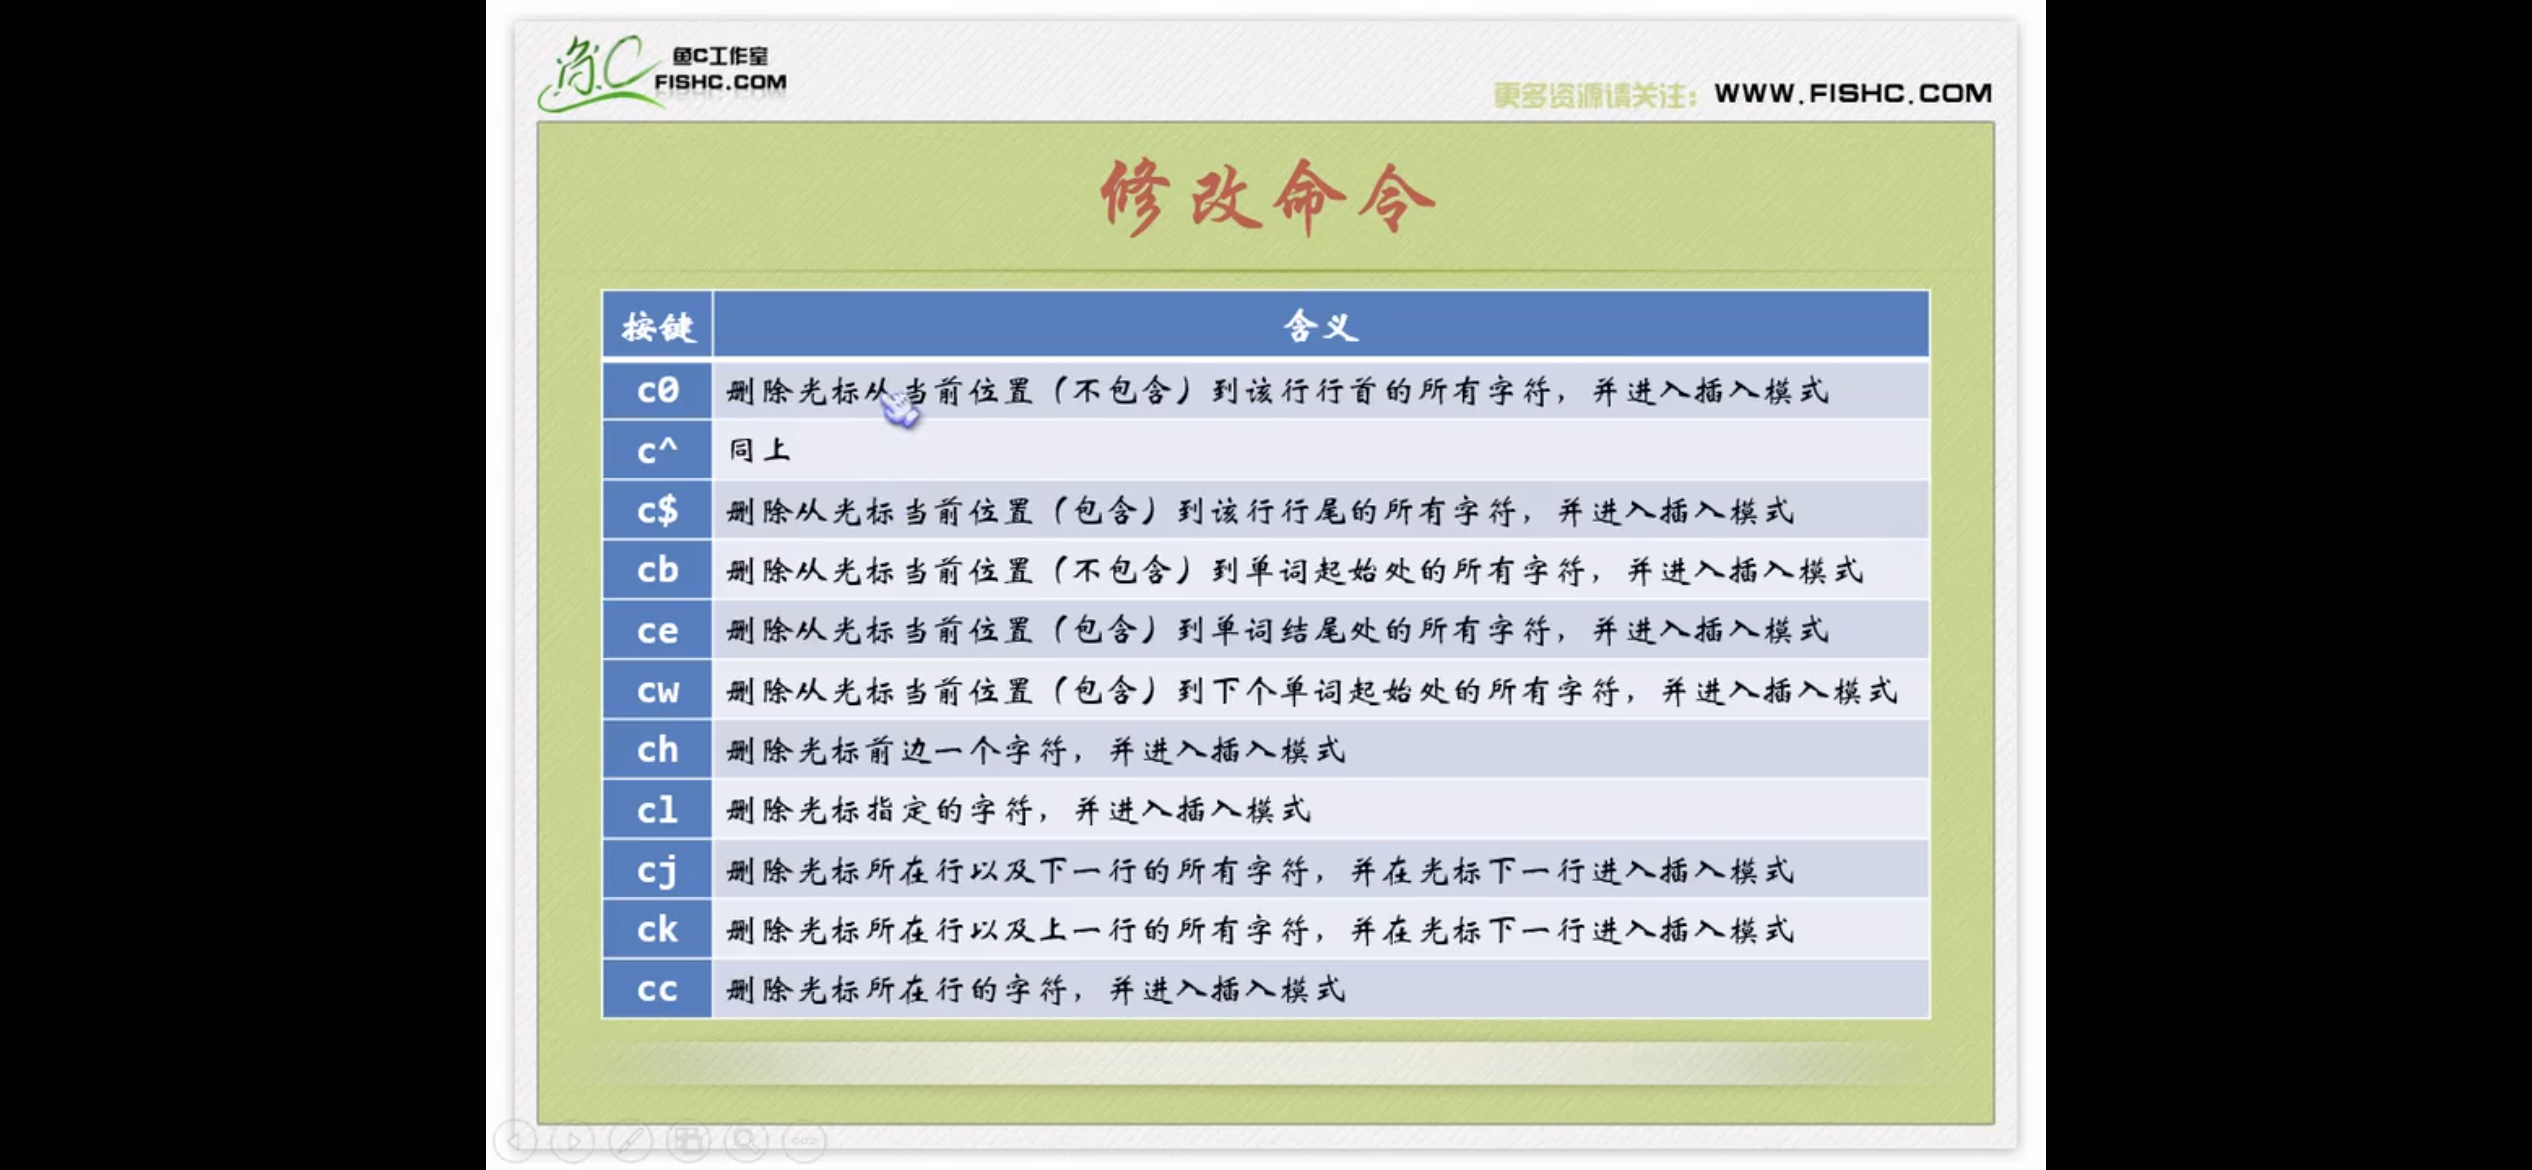 鱼C 鱼C工作室
FISHC.COM
更多资源请关注： WWW.FISHC.COM
修改命令
按键 含义
c0 删除光标从当前位置（不包含）到该行行首的所有字符，并进入插入模式
c^ 同上
c$ 删除从光标当前位置（包含）到该行行尾的所有字符，并进入插入模式
cb 删除从光标当前位置（不包含）到单词起始处的所有字符，并进入插入模式
ce 删除从光标当前位置（包含）到单词结尾处的所有字符，并进入插入模式
cw 删除从光标当前位置（包含）到下个单词起始处的所有字符，并进入插入模式
ch 删除光标前边一个字符，并进入插入模式
cl 删除光标指定的字符，并进入插入模式
cj 删除光标所在行以及下一行的所有字符，并在光标下一行进入插入模式
ck 删除光标所在行以及上一行的所有字符，并在光标下一行进入插入模式
cc 删除光标所在行的字符，并进入插入模式